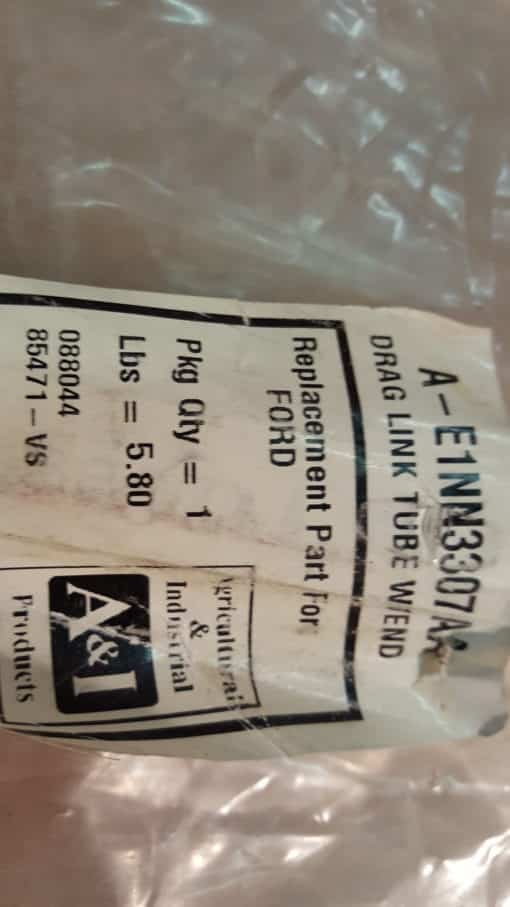 A-E1NN3307AA
DRAG LINK TUBE W/END
Replacement Part For:
FORD
Pkg Qty = 1
Lbs = 5.80
088044
85471-VS
Agricultural
&
Industrial
A&I
Products